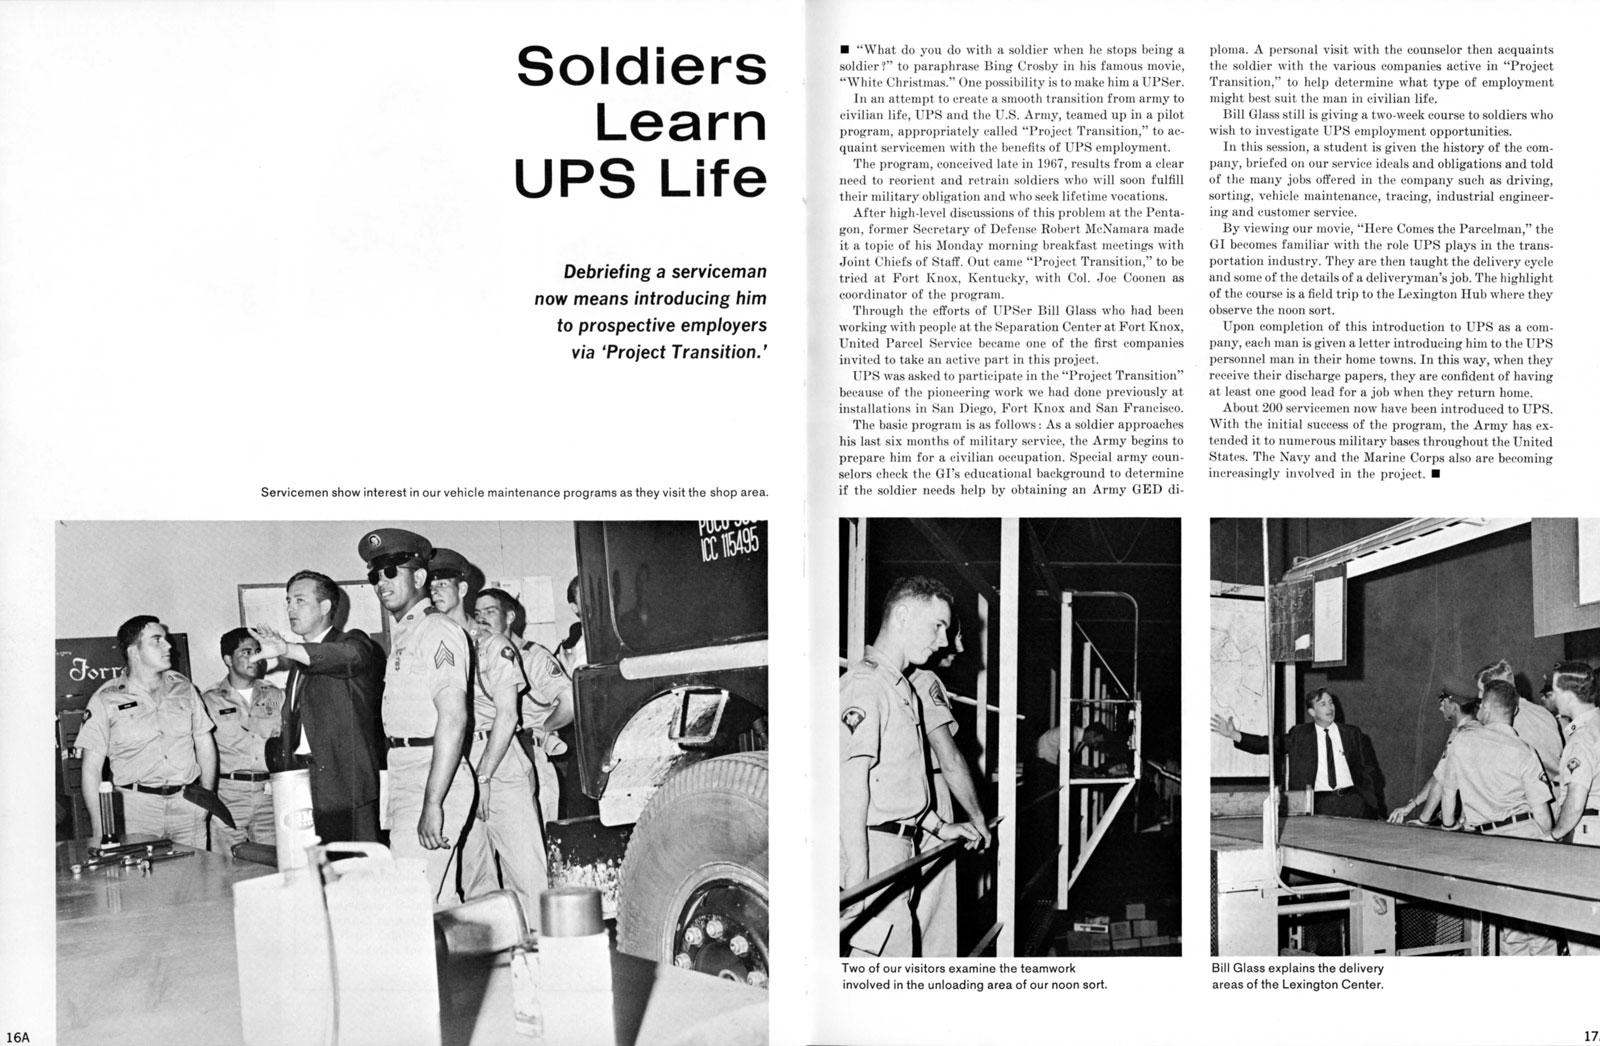 Soldiers
Learn
UPS Life
Debriefing a serviceman
now means introducing him
to prospective employers
via ‘Project Transition.’
Servicemen show interest in our vehicle maintenance programs as they visit the shop area.
ICC 115495
16A
■ “What do you do with a soldier when he stops being a
soldier?” to paraphrase Bing Crosby in his famous movie,
“White Christmas.” One possibility is to make him a UPSer.
In an attempt to create a smooth transition from army to
civilian life, UPS and the U.S. Army, teamed up in a pilot
program, appropriately called “Project Transition,” to ac-
quaint servicemen with the benefits of UPS employment.
The program, conceived late in 1967, results from a clear
need to reorient and retrain soldiers who will soon fulfill
their military obligation and who seek lifetime vocations.
After high-level discussions of this problem at the Penta-
gon, former Secretary of Defense Robert McNamara made
it a topic of his Monday morning breakfast meetings with
Joint Chiefs of Staff. Out came “Project Transition,” to be
tried at Fort Knox, Kentucky, with Col. Joe Coonen as
coordinator of the program.
Through the efforts of UPSer Bill Glass who had been
working with people at the Separation Center at Fort Knox,
United Parcel Service became one of the first companies
invited to take an active part in this project.
UPS was asked to participate in the “Project Transition”
because of the pioneering work we had done previously at
installations in San Diego, Fort Knox and San Francisco.
The basic program is as follows: As a soldier approaches
his last six months of military service, the Army begins to
prepare him for a civilian occupation. Special army coun-
selors check the GI’s educational background to determine
if the soldier needs help by obtaining an Army GED di-
ploma. A personal visit with the counselor then acquaints
the soldier with the various companies active in “Project
Transition,” to help determine what type of employment
might best suit the man in civilian life.
Bill Glass still is giving a two-week course to soldiers who
wish to investigate UPS employment opportunities.
In this session, a student is given the history of the com-
pany, briefed on our service ideals and obligations and told
of the many jobs offered in the company such as driving,
sorting, vehicle maintenance, tracing, industrial engineer-
ing and customer service.
By viewing our movie, “Here Comes the Parcelman,” the
GI becomes familiar with the role UPS plays in the trans-
portation industry. They are then taught the delivery cycle
and some of the details of a deliveryman’s job. The highlight
of the course is a field trip to the Lexington Hub where they
observe the noon sort.
Upon completion of this introduction to UPS as a com-
pany, each man is given a letter introducing him to the UPS
personnel man in their home towns. In this way, when they
receive their discharge papers, they are confident of having
at least one good lead for a job when they return home.
About 200 servicemen now have been introduced to UPS.
With the initial success of the program, the Army has ex-
tended it to numerous military bases throughout the United
States. The Navy and the Marine Corps also are becoming
increasingly involved in the project. ■
Two of our visitors examine the teamwork
involved in the unloading area of our noon sort.
Bill Glass explains the delivery
areas of the Lexington Center.
17